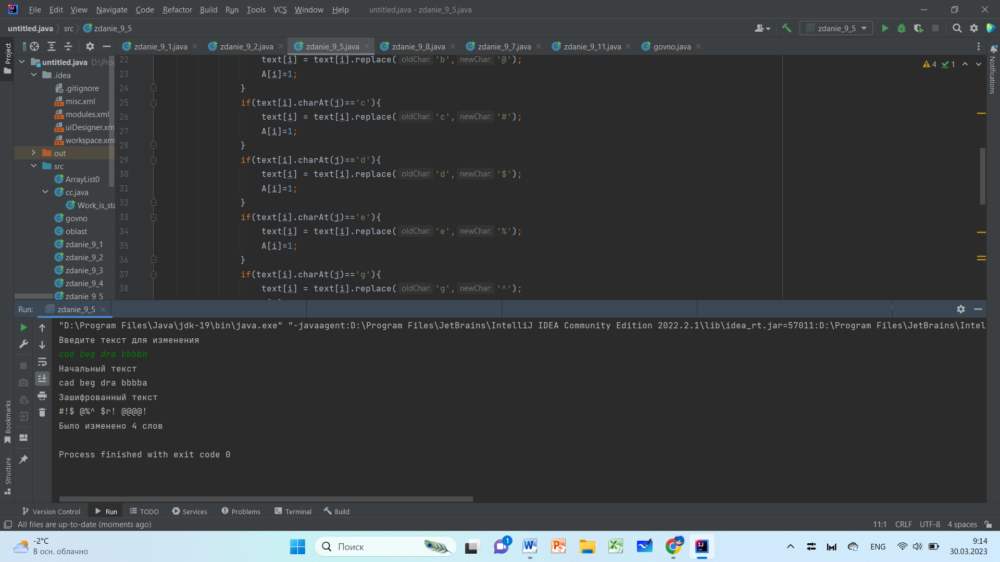 File Edit View Navigate Code Refactor Build Run Tools VCS Window Help untitled.java - zdanie_9_5.java
untitled.java src zdanie_9_5 zdanie_9_5
Project
zdanie_9_1.java zdanie_9_2.java zdanie_9_5.java zdanie_9_8.java zdanie_9_7.java zdanie_9_11.java govno.java
Notifications
untitled.java D:\Prog
.idea
.gitignore
misc.xml
modules.xml
uiDesigner.xm
workspace.xml
out
src
ArrayList0
cc.java
Work_is_sta
govno
oblast
zdanie_9_1
zdanie_9_2
zdanie_9_3
zdanie_9_4
zdanie_9_5
4 1
22 text[i] = text[i].replace( oldChar: 'b', newChar: '@');
23 A[i]=1;
24 }
25 if(text[i].charAt(j)=='c'){
26 text[i] = text[i].replace( oldChar: 'c', newChar: '#');
27 A[i]=1;
28 }
29 if(text[i].charAt(j)=='d'){
30 text[i] = text[i].replace( oldChar: 'd', newChar: '$');
31 A[i]=1;
32 }
33 if(text[i].charAt(j)=='e'){
34 text[i] = text[i].replace( oldChar: 'e', newChar: '%');
35 A[i]=1;
36 }
37 if(text[i].charAt(j)=='g'){
38 text[i] = text[i].replace( oldChar: 'g', newChar: '^');
Run: zdanie_9_5
"D:\Program Files\Java\jdk-19\bin\java.exe" "-javaagent:D:\Program Files\JetBrains\IntelliJ IDEA Community Edition 2022.2.1\lib\idea_rt.jar=57011:D:\Program Files\JetBrains\Intel
Введите текст для изменения
cad beg dra bbbba
Начальный текст
cad beg dra bbbba
Зашифрованный текст
#!$ @%^ $r! @@@@!
Было изменено 4 слов
Process finished with exit code 0
Bookmarks
Structure
Version Control Run TODO Services Problems Terminal Build
All files are up-to-date (moments ago) 11:1 CRLF UTF-8 4 spaces
-2°C
В осн. облачно
Поиск
1
ENG
9:14
30.03.2023